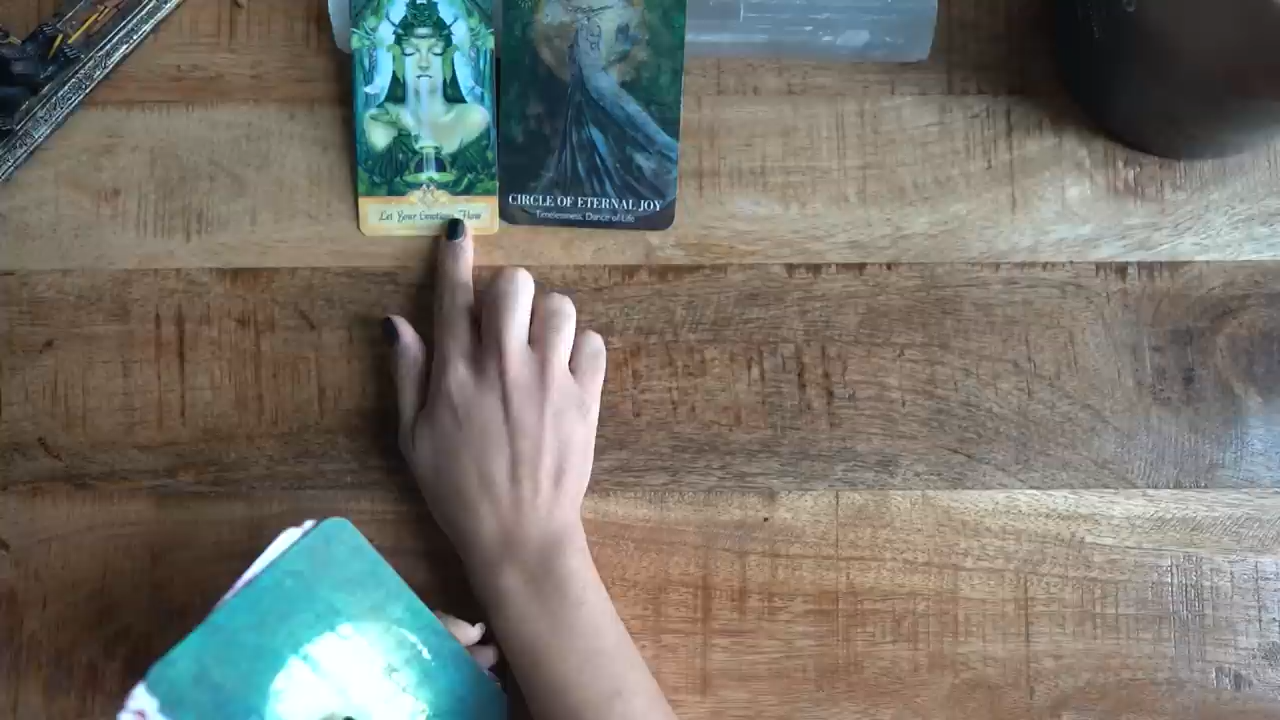 Let Your Emotions Flow
CIRCLE OF ETERNAL JOY
Timelessness, Dance of Life